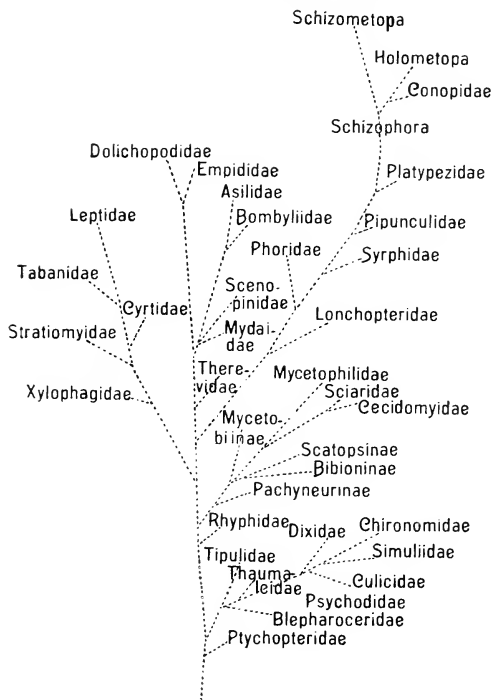 Schizometopa
Holometopa
Conopidae
Schizophora
Dolichopodidae
Empididae
Platypezidae
Asilidae
Leptidae
Bombyliidae
Pipunculidae
Phoridae
Syrphidae
Tabanidae
Sceno-
pinidae
Cyrtidae
Lonchopteridae
Stratiomyidae
Mydai-
dae
There-
vidae
Mycetophilidae
Xylophagidae
Sciaridae
Cecidomyidae
Myceto-
biinae
Scatopsinae
Bibioninae
Pachyneurinae
Rhyphidae
Dixidae
Chironomidae
Tipulidae
Simuliidae
Thauma-
leidae
Culicidae
Psychodidae
Blepharoceridae
Ptychopteridae